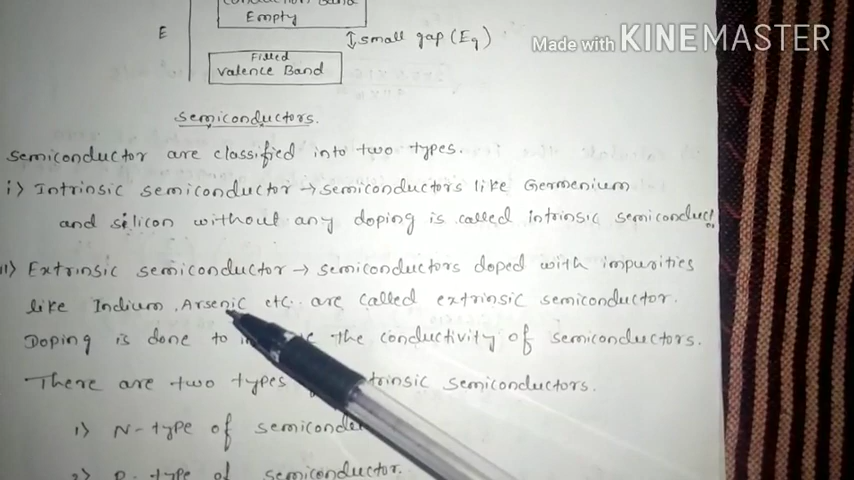 Empty
E
↕small gap (Eg)
Made with KINEMASTER
Filled
Valence Band
Semiconductors.
Semiconductor are classified into two types.
i) Intrinsic semiconductor → semiconductors like Germenium
and silicon without any doping is called intrinsic semiconduct
ii) Extrinsic semiconductor → semiconductors doped with impurities
like Indium, Arsenic etc. are called extrinsic semiconductor.
Doping is done to the conductivity of semiconductors.
There are two types semiconductors.
1) N-type of
2) P-type of semiconductor.